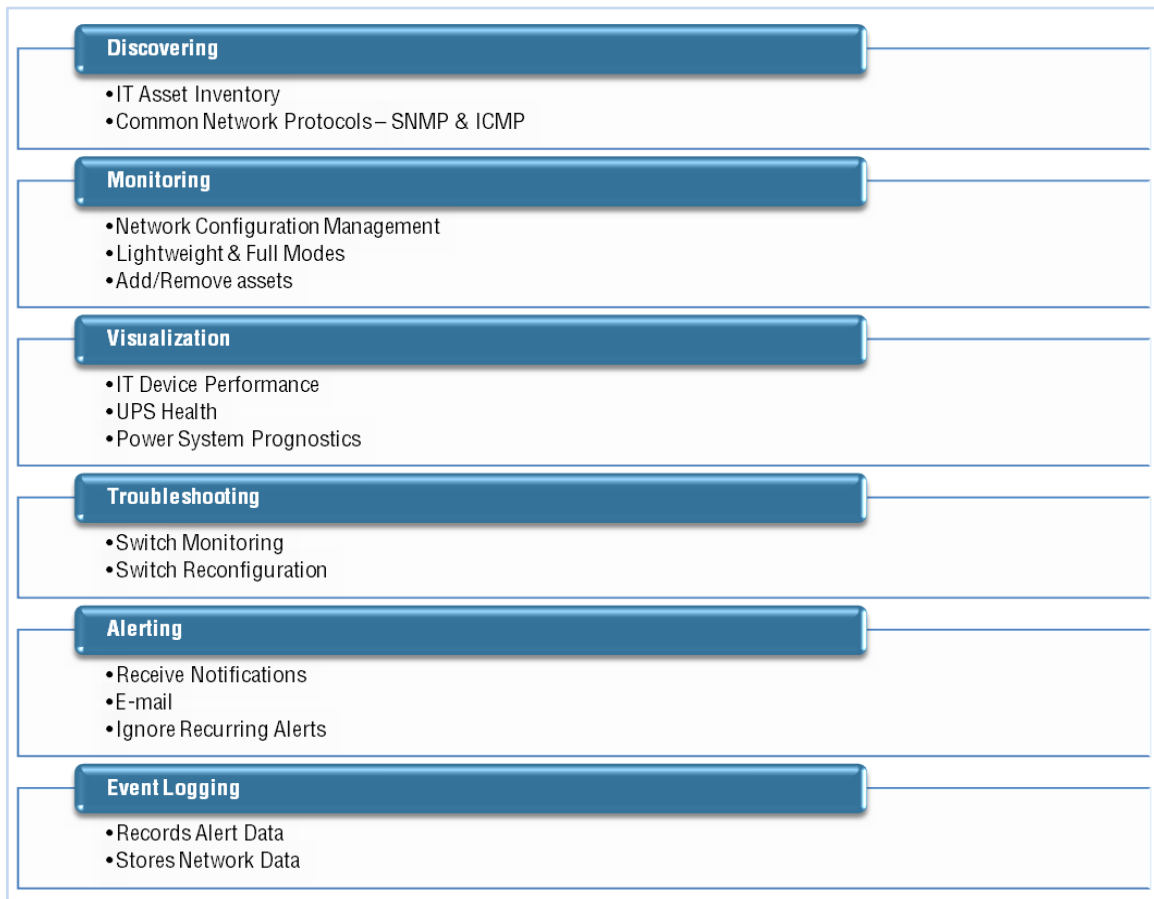 Discovering
•IT Asset Inventory
•Common Network Protocols – SNMP & ICMP
Monitoring
•Network Configuration Management
•Lightweight & Full Modes
•Add/Remove assets
Visualization
•IT Device Performance
•UPS Health
•Power System Prognostics
Troubleshooting
•Switch Monitoring
•Switch Reconfiguration
Alerting
•Receive Notifications
•E-mail
•Ignore Recurring Alerts
Event Logging
•Records Alert Data
•Stores Network Data